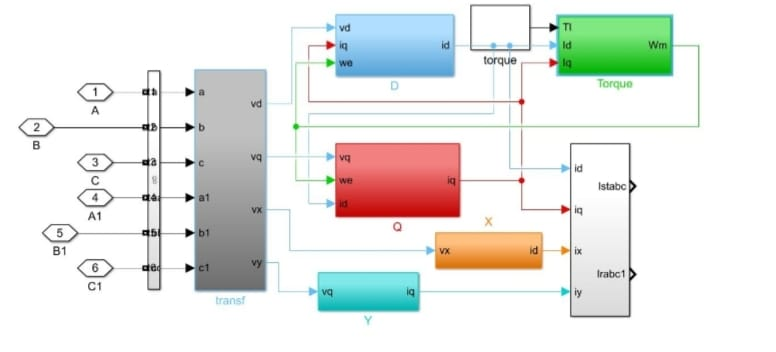 vd
iq
we
id
D
torque
Tl
Id
Iq
Wm
Torque
1
A
2
B
3
C
4
A1
5
B1
6
C1
a
b
c
a1
b1
c1
vd
vq
vx
vy
transf
vq
we
id
iq
Q
X
vx
id
vq
iq
Y
id
iq
ix
iy
Istabc
Irabc1